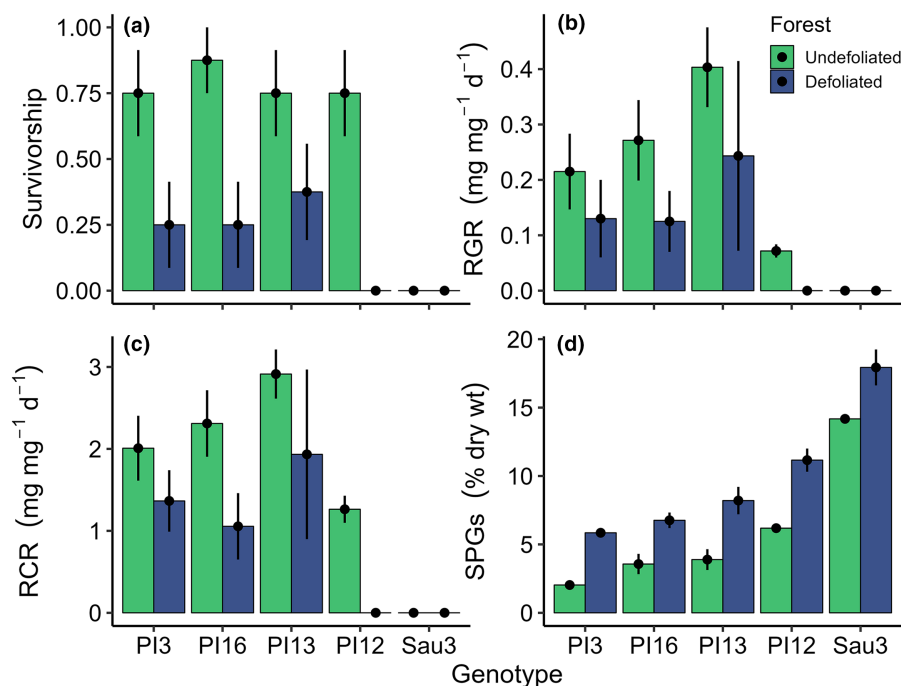 (a)
Survivorship
1.00
0.75
0.50
0.25
0.00
(b)
Forest
Undefoliated
Defoliated
RGR (mg mg⁻¹ d⁻¹)
0.4
0.3
0.2
0.1
0.0
(c)
RCR (mg mg⁻¹ d⁻¹)
3
2
1
0
PI3 PI16 PI13 PI12 Sau3
(d)
SPGs (% dry wt)
20
15
10
5
0
PI3 PI16 PI13 PI12 Sau3
Genotype